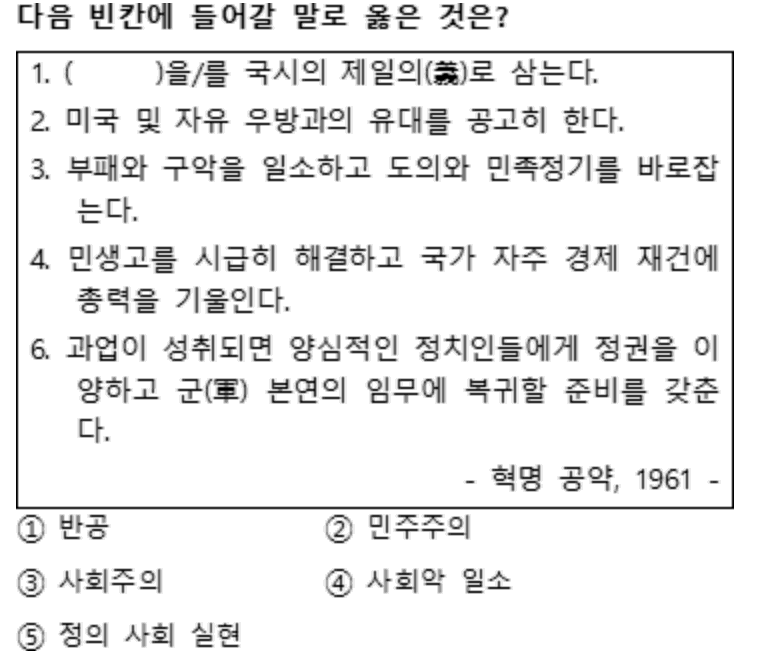 다음 빈칸에 들어갈 말로 옳은 것은?
1. (     )을/를 국시의 제일의(義)로 삼는다.
2. 미국 및 자유 우방과의 유대를 공고히 한다.
3. 부패와 구악을 일소하고 도의와 민족정기를 바로잡
는다.
4. 민생고를 시급히 해결하고 국가 자주 경제 재건에
총력을 기울인다.
6. 과업이 성취되면 양심적인 정치인들에게 정권을 이
양하고 군(軍) 본연의 임무에 복귀할 준비를 갖춘
다.
- 혁명 공약, 1961 -
① 반공 ② 민주주의
③ 사회주의 ④ 사회악 일소
⑤ 정의 사회 실현